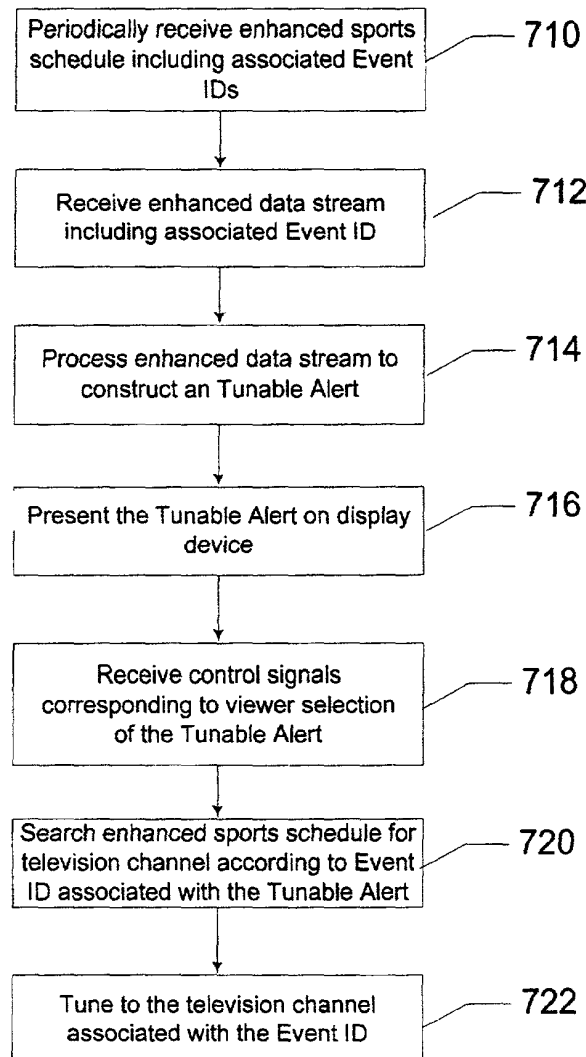 Periodically receive enhanced sports
schedule including associated Event
IDs
710
Receive enhanced data stream
including associated Event ID
712
Process enhanced data stream to
construct an Tunable Alert
714
Present the Tunable Alert on display
device
716
Receive control signals
corresponding to viewer selection
of the Tunable Alert
718
Search enhanced sports schedule for
television channel according to Event
ID associated with the Tunable Alert
720
Tune to the television channel
associated with the Event ID
722